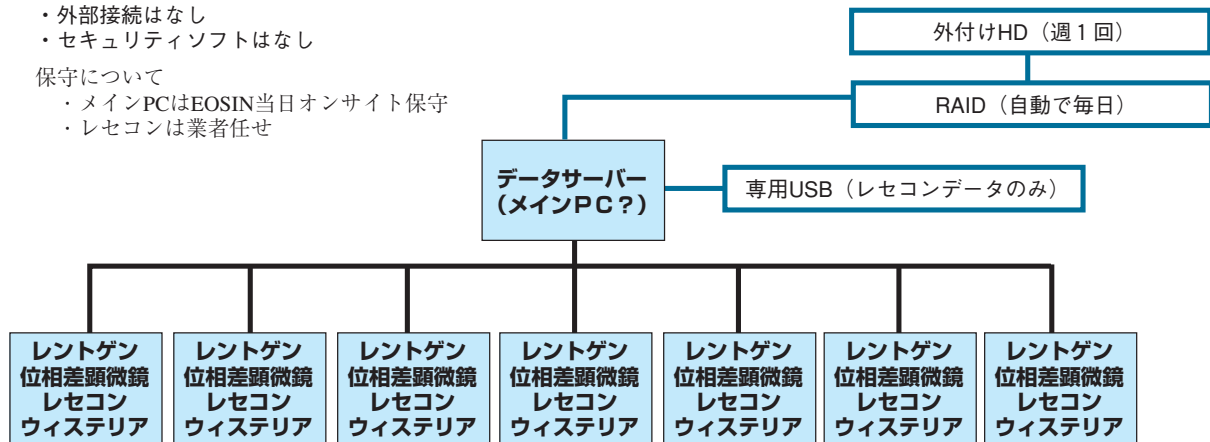 ・外部接続はなし
・セキュリティソフトはなし
保守について
・メインPCはEOSIN当日オンサイト保守
・レセコンは業者任せ
外付けHD（週１回）
RAID（自動で毎日）
データサーバー
（メインＰＣ？）
専用USB（レセコンデータのみ）
レントゲン
位相差顕微鏡
レセコン
ウィステリア
レントゲン
位相差顕微鏡
レセコン
ウィステリア
レントゲン
位相差顕微鏡
レセコン
ウィステリア
レントゲン
位相差顕微鏡
レセコン
ウィステリア
レントゲン
位相差顕微鏡
レセコン
ウィステリア
レントゲン
位相差顕微鏡
レセコン
ウィステリア
レントゲン
位相差顕微鏡
レセコン
ウィステリア